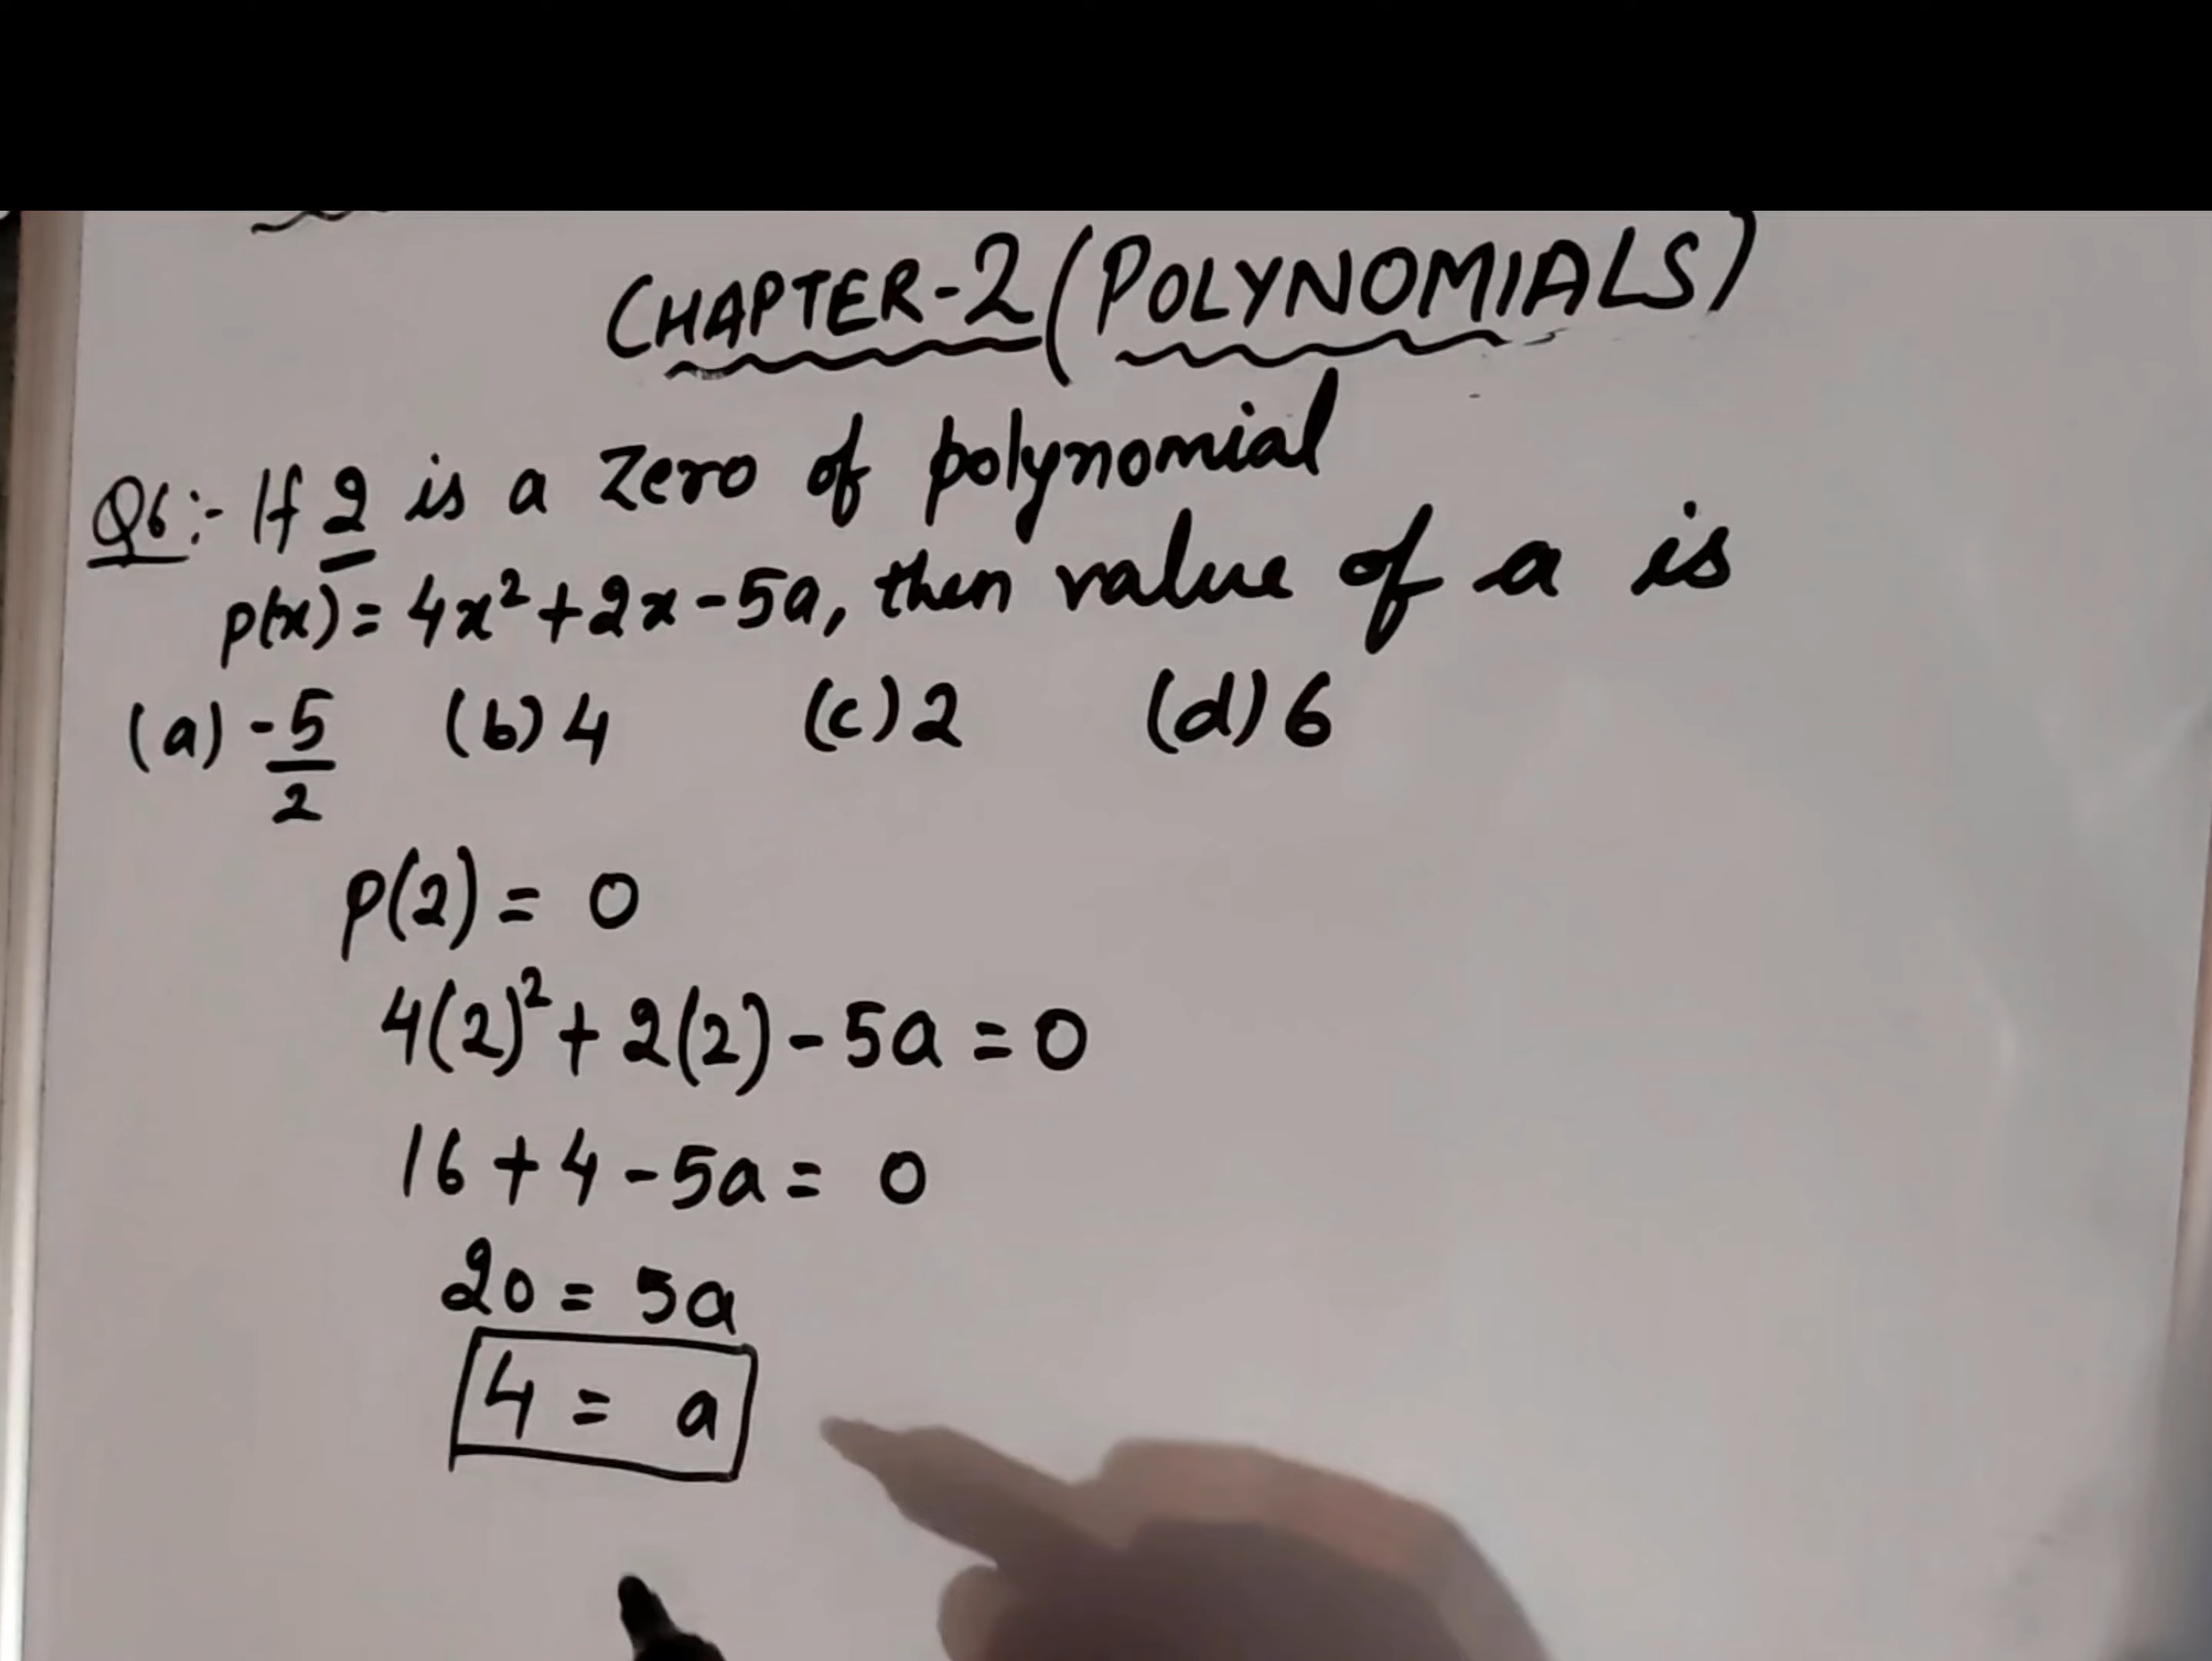 CHAPTER-2 (POLYNOMIALS)
Q6:- If 2 is a zero of polynomial
p(x) = 4x² + 2x - 5a, then value of a is
(a) -5/2 (b) 4 (c) 2 (d) 6
p(2) = 0
4(2)² + 2(2) - 5a = 0
16 + 4 - 5a = 0
20 = 5a
4 = a